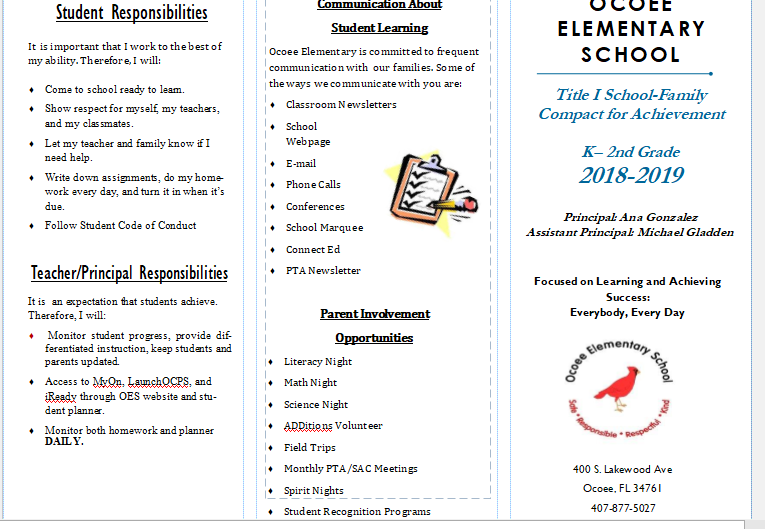 Student Responsibilities
It is important that I work to the best of
my ability. Therefore, I will:
♦ Come to school ready to learn.
♦ Show respect for myself, my teachers,
and my classmates.
♦ Let my teacher and family know if I
need help.
♦ Write down assignments, do my home-
work every day, and turn it in when it's
due.
♦ Follow Student Code of Conduct
Teacher/Principal Responsibilities
It is an expectation that students achieve.
Therefore, I will:
♦ Monitor student progress, provide dif-
ferentiated instruction, keep students and
parents updated.
♦ Access to MyOn, LaunchOCPS, and
iReady through OES website and stu-
dent planner.
♦ Monitor both homework and planner
DAILY.
Communication About
Student Learning
Ocoee Elementary is committed to frequent
communication with our families. Some of
the ways we communicate with you are:
♦ Classroom Newsletters
♦ School
Webpage
♦ E-mail
♦ Phone Calls
♦ Conferences
♦ School Marquee
♦ Connect Ed
♦ PTA Newsletter
Parent Involvement
Opportunities
♦ Literacy Night
♦ Math Night
♦ Science Night
♦ ADDitions Volunteer
♦ Field Trips
♦ Monthly PTA/SAC Meetings
♦ Spirit Nights
♦ Student Recognition Programs
OCOEE
ELEMENTARY
SCHOOL
Title I School-Family
Compact for Achievement
K– 2nd Grade
2018-2019
Principal: Ana Gonzalez
Assistant Principal: Michael Gladden
Focused on Learning and Achieving
Success:
Everybody, Every Day
Ocoee Elementary School
Safe * Responsible * Respectful * Kind
400 S. Lakewood Ave
Ocoee, FL 34761
407-877-5027